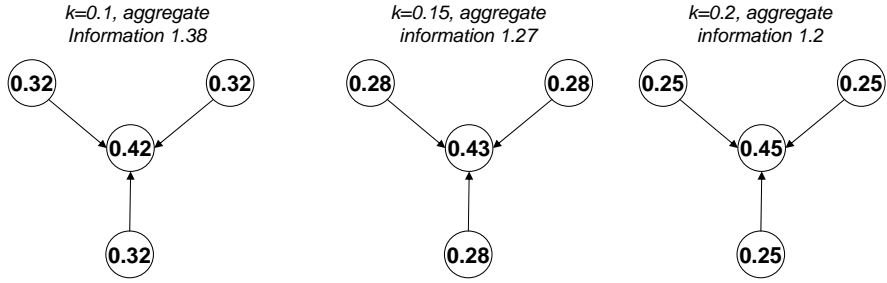 k=0.1, aggregate
Information 1.38
0.32
0.32
0.42
0.32
k=0.15, aggregate
information 1.27
0.28
0.28
0.43
0.28
k=0.2, aggregate
information 1.2
0.25
0.25
0.45
0.25